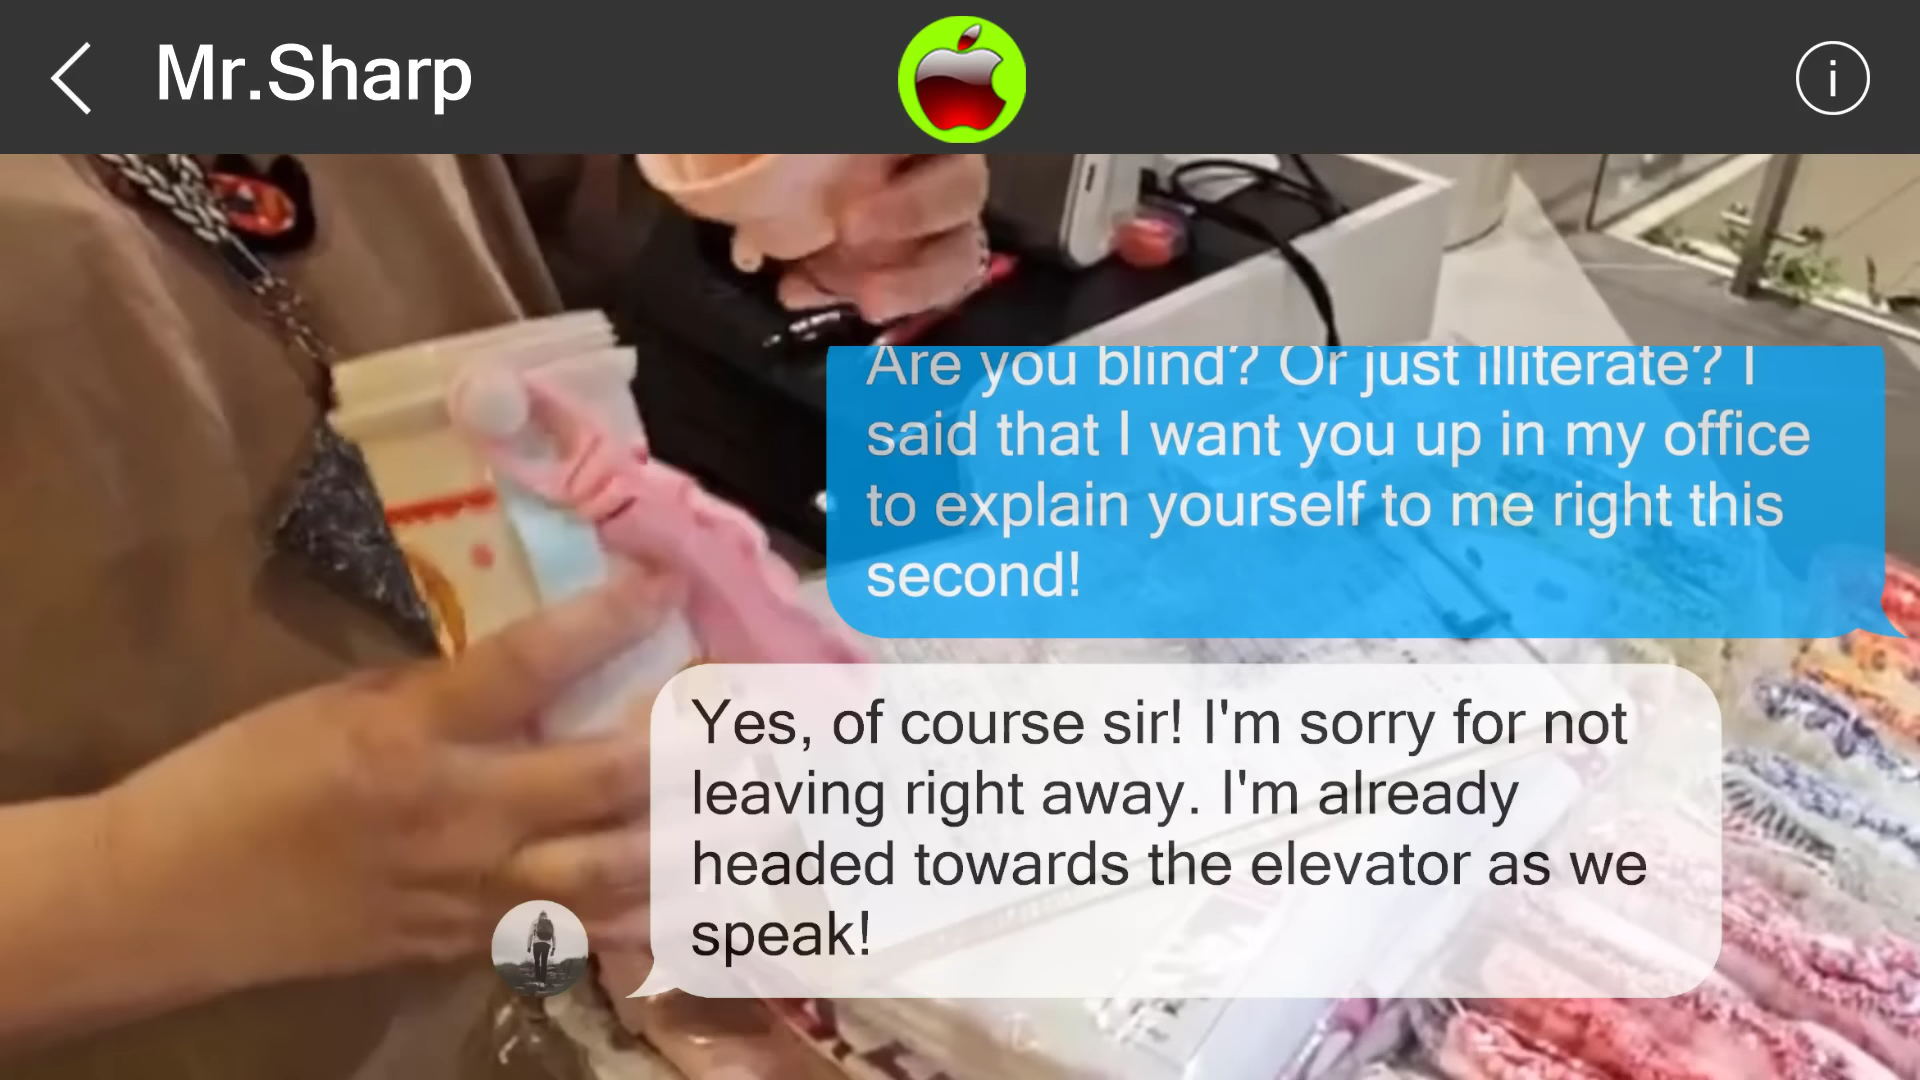 Mr.Sharp
Are you blind? Or just illiterate? I
said that I want you up in my office
to explain yourself to me right this
second!
Yes, of course sir! I'm sorry for not
leaving right away. I'm already
headed towards the elevator as we
speak!